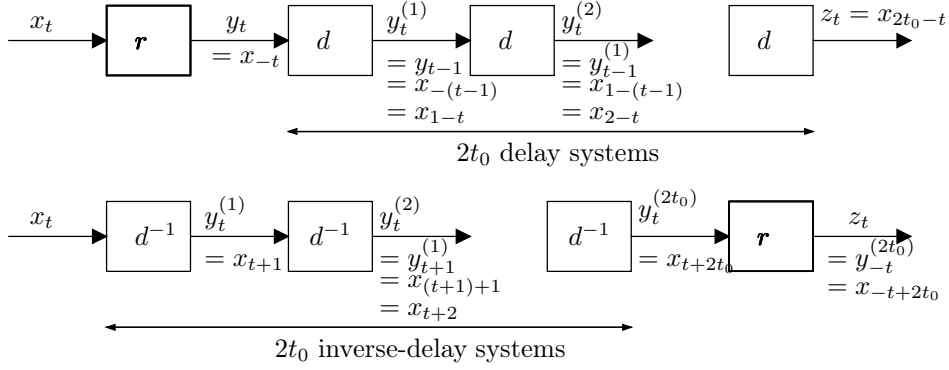 x_t
r
y_t
= x_{-t}
d
y_t^{(1)}
= y_{t-1}
= x_{-(t-1)}
= x_{1-t}
d
y_t^{(2)}
= y_{t-1}^{(1)}
= x_{1-(t-1)}
= x_{2-t}
d
z_t = x_{2t_0-t}
2t_0 delay systems
x_t
d^{-1}
y_t^{(1)}
= x_{t+1}
d^{-1}
y_t^{(2)}
= y_{t+1}^{(1)}
= x_{(t+1)+1}
= x_{t+2}
d^{-1}
y_t^{(2t_0)}
= x_{t+2t_0}
r
z_t
= y_{-t}^{(2t_0)}
= x_{-t+2t_0}
2t_0 inverse-delay systems